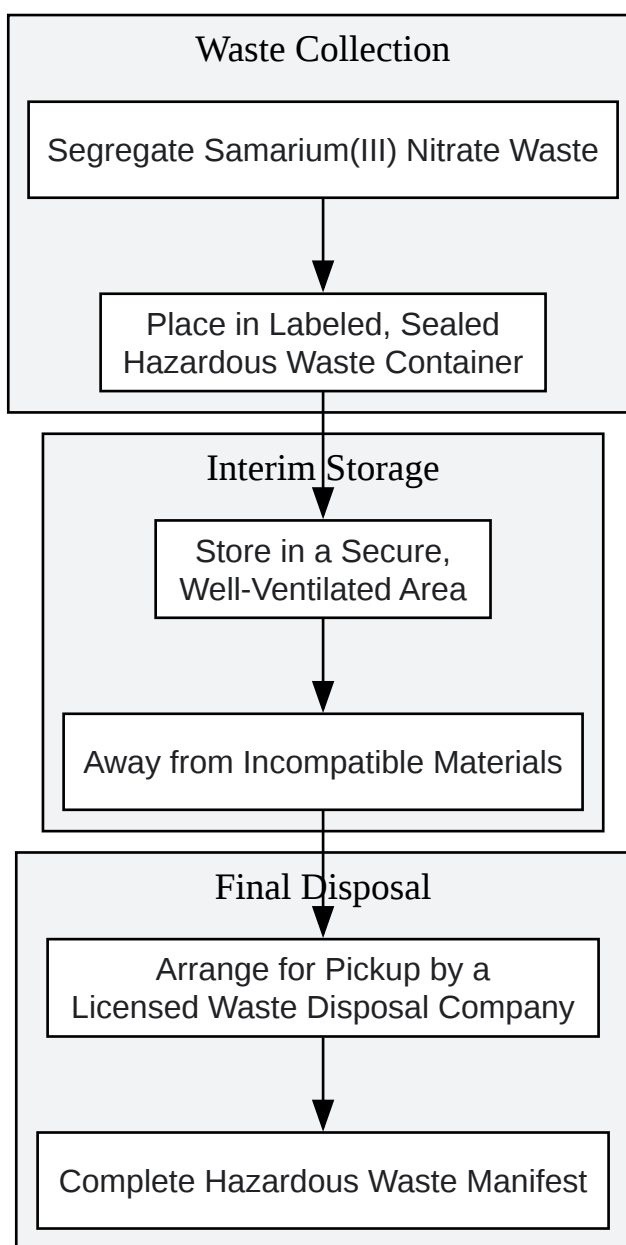 Waste Collection
Segregate Samarium(III) Nitrate Waste
Place in Labeled, Sealed
Hazardous Waste Container
Interim Storage
Store in a Secure,
Well-Ventilated Area
Away from Incompatible Materials
Final Disposal
Arrange for Pickup by a
Licensed Waste Disposal Company
Complete Hazardous Waste Manifest